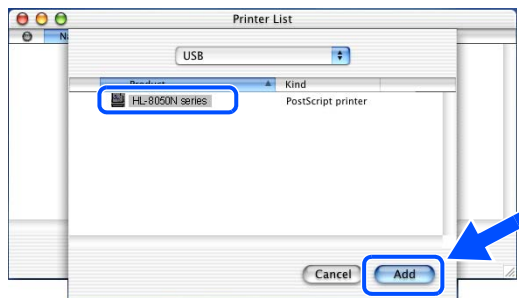 Printer List
N
USB
Product Kind
HL-8050N series PostScript printer
Cancel Add